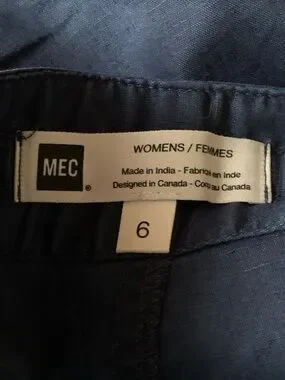 MEC
WOMENS / FEMMES
Made in India - Fabriqué en Inde
Designed in Canada - Conçu au Canada
6